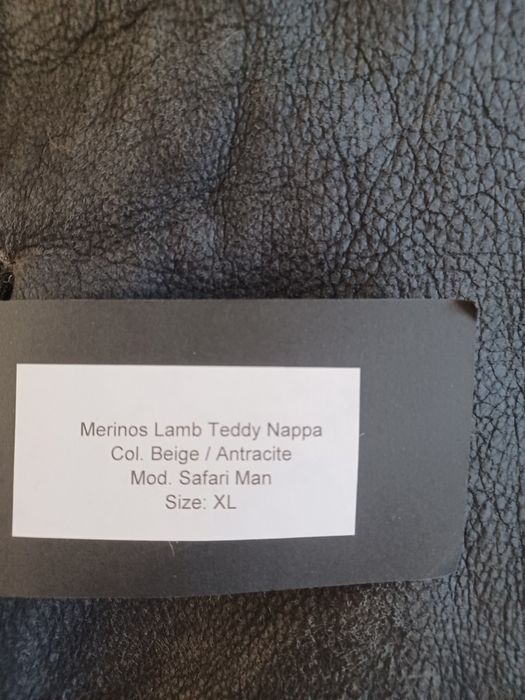 Merinos Lamb Teddy Nappa
Col. Beige / Antracite
Mod. Safari Man
Size: XL